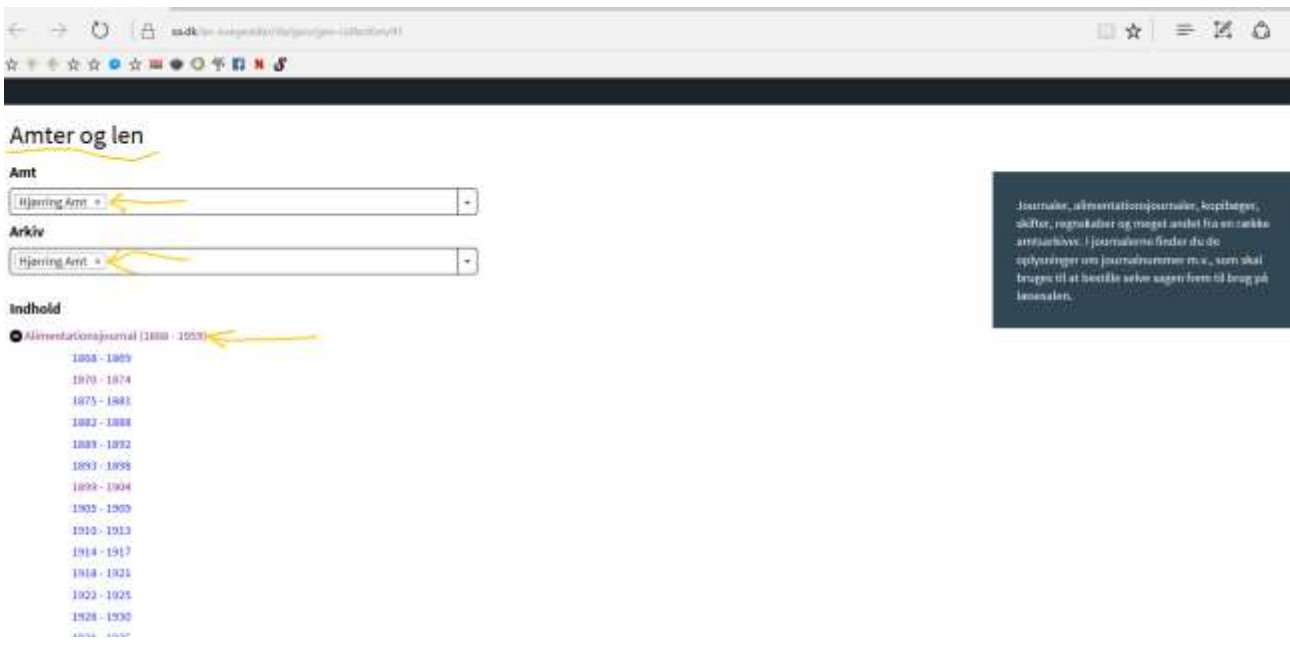 sa.dk
Amter og len
Amt
Hjørring Amt ×
Arkiv
Hjørring Amt ×
Indhold
Alimentationsjournal (1868 - 1959)
1868 - 1869
1870 - 1874
1875 - 1881
1882 - 1888
1889 - 1892
1893 - 1898
1899 - 1904
1905 - 1909
1910 - 1913
1914 - 1917
1918 - 1921
1922 - 1925
1928 - 1930
Journaler, alimentationsjournaler, kopibøger,
skifter, regnskaber og meget andet fra en række
amtsarkiver. I journalerne finder du de
oplysninger om journalnummer m.v., som skal
bruges til at bestille selve sagen frem til brug på
læsesalen.